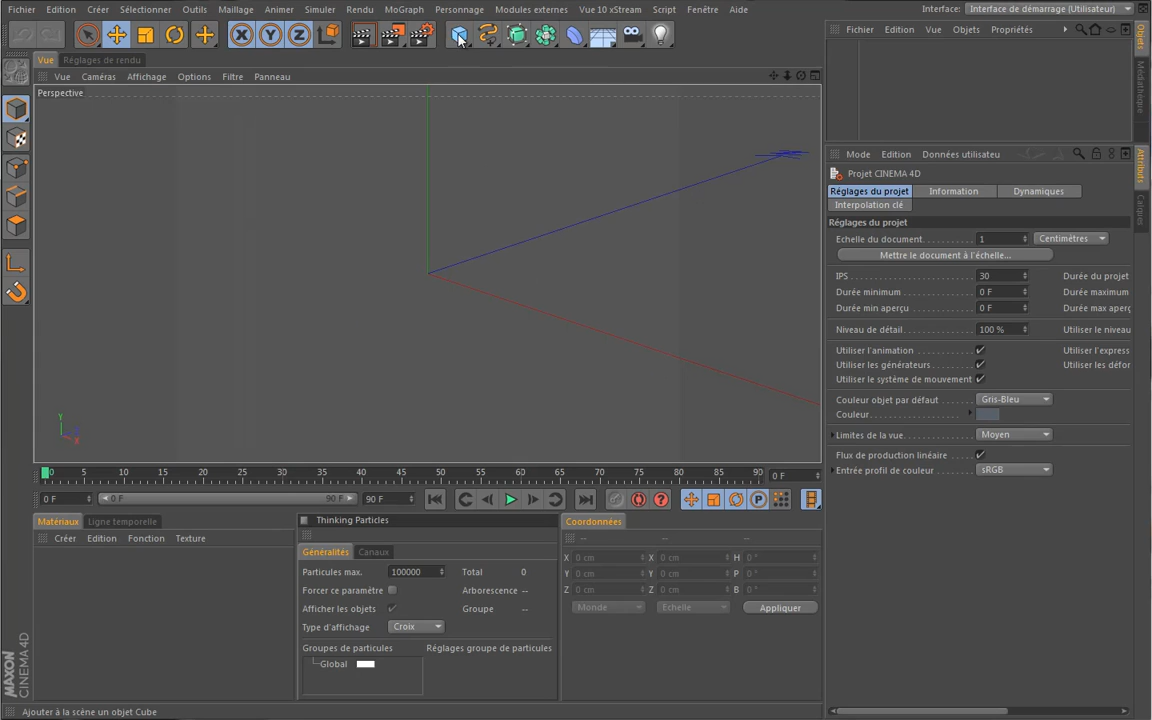 Fichier Edition Créer Sélectionner Outils Maillage Animer Simuler Rendu MoGraph Personnage Modules externes Vue 10 xStream Script Fenêtre Aide Interface: Interface de démarrage (Utilisateur)
Fichier Edition Vue Objets Propriétés
Objets
Vue Réglages de rendu
Vue Caméras Affichage Options Filtre Panneau
Perspective
Mode Edition Données utilisateur
Attributs
Calques
Projet CINEMA 4D
Réglages du projet Information Dynamiques
Interpolation clé
Réglages du projet
Echelle du document 1 Centimètres
Mettre le document à l'échelle...
IPS 30 Durée du projet
Durée minimum 0 F Durée maximum
Durée min aperçu 0 F Durée max aperç
Niveau de détail 100 % Utiliser le niveau
Utiliser l'animation Utiliser l'express
Utiliser les générateurs Utiliser les défor
Utiliser le système de mouvement
Couleur objet par défaut Gris-Bleu
Couleur
Limites de la vue Moyen
Flux de production linéaire
Entrée profil de couleur sRGB
Y
X
0 5 10 15 20 25 30 35 40 45 50 55 60 65 70 75 80 85 90 0 F
0 F 0 F 90 F 90 F
Matériaux Ligne temporelle
Créer Edition Fonction Texture
Thinking Particles
Généralités Canaux
Particules max. 100000 Total 0
Forcer ce paramétre Arborescence --
Afficher les objets Groupe --
Type d'affichage Croix
Groupes de particules Réglages groupe de particules
Global
Coordonnées
-- -- --
X 0 cm X 0 cm H 0 °
Y 0 cm Y 0 cm P 0 °
Z 0 cm Z 0 cm B 0 °
Monde Echelle Appliquer
MAXON
CINEMA 4D
Ajouter à la scène un objet Cube